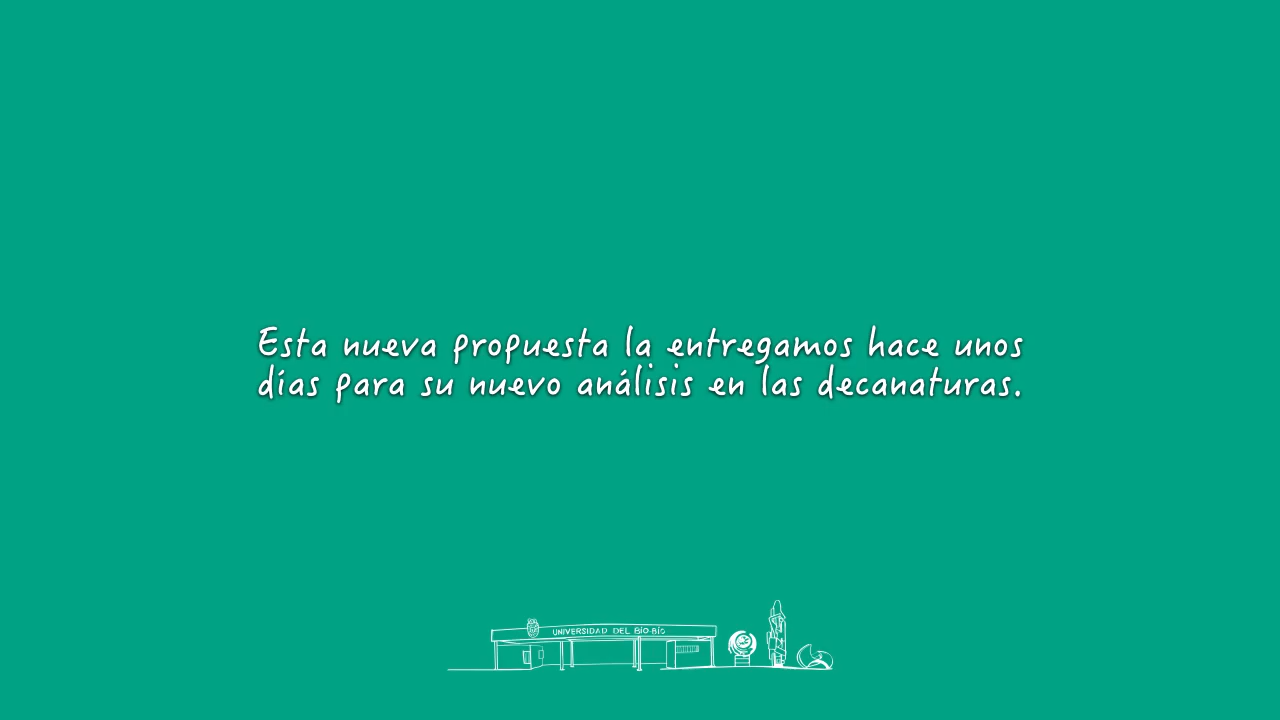 Esta nueva propuesta la entregamos hace unos
días para su nuevo análisis en las decanaturas.
UNIVERSIDAD DEL BÍO-BÍO